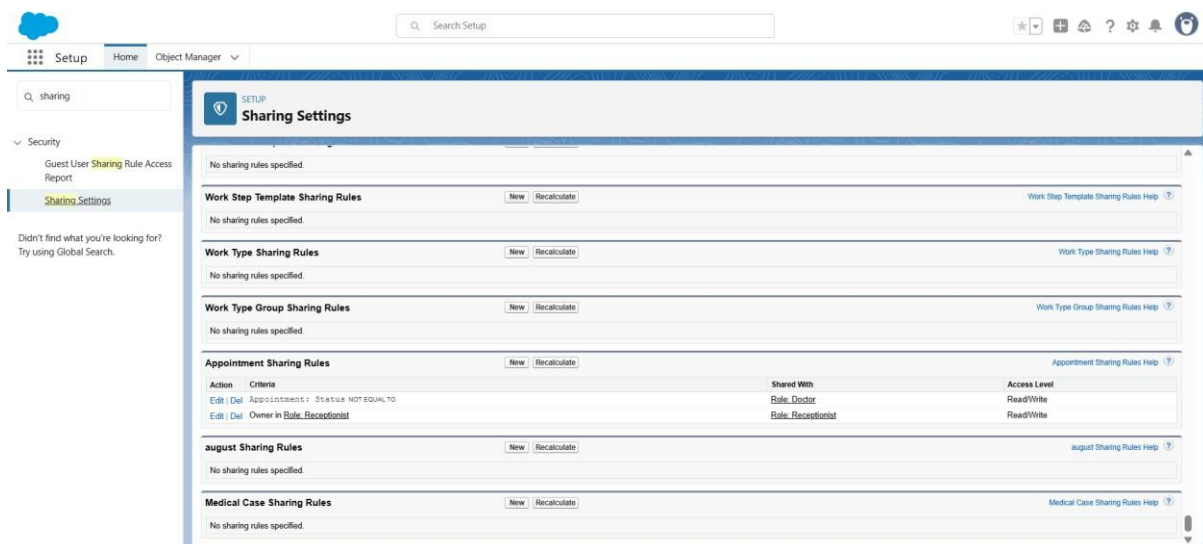 Search Setup
Setup Home Object Manager
sharing
SETUP
Sharing Settings
Security
Guest User Sharing Rule Access
Report
Sharing Settings
Didn't find what you're looking for?
Try using Global Search.
No sharing rules specified.
Work Step Template Sharing Rules New Recalculate Work Step Template Sharing Rules Help ?
No sharing rules specified.
Work Type Sharing Rules New Recalculate Work Type Sharing Rules Help ?
No sharing rules specified.
Work Type Group Sharing Rules New Recalculate Work Type Group Sharing Rules Help ?
No sharing rules specified.
Appointment Sharing Rules New Recalculate Appointment Sharing Rules Help ?
Action Criteria Shared With Access Level
Edit | Del Appointment: Status NOT EQUAL TO Role: Doctor Read/Write
Edit | Del Owner in Role: Receptionist Role: Receptionist Read/Write
august Sharing Rules New Recalculate august Sharing Rules Help ?
No sharing rules specified.
Medical Case Sharing Rules New Recalculate Medical Case Sharing Rules Help ?
No sharing rules specified.